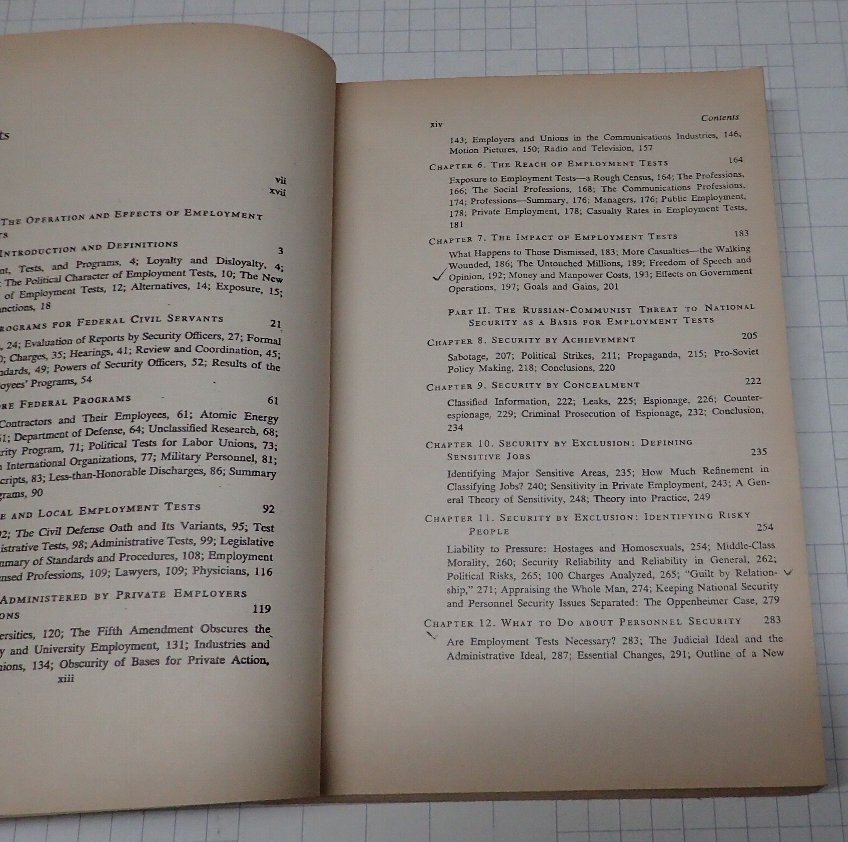 ts
vii
xvii
THE OPERATION AND EFFECTS OF EMPLOYMENT
TS
INTRODUCTION AND DEFINITIONS 3
nt, Tests, and Programs, 4; Loyalty and Disloyalty, 4;
The Political Character of Employment Tests, 10; The New
of Employment Tests, 12; Alternatives, 14; Exposure, 15;
nctions, 18
ROGRAMS FOR FEDERAL CIVIL SERVANTS 21
, 24; Evaluation of Reports by Security Officers, 27; Formal
0; Charges, 35; Hearings, 41; Review and Coordination, 45;
ndards, 49; Powers of Security Officers, 52; Results of the
oyees' Programs, 54
RE FEDERAL PROGRAMS 61
Contractors and Their Employees, 61; Atomic Energy
61; Department of Defense, 64; Unclassified Research, 68;
rity Program, 71; Political Tests for Labor Unions, 73;
n International Organizations, 77; Military Personnel, 81;
cripts, 83; Less-than-Honorable Discharges, 86; Summary
grams, 90
E AND LOCAL EMPLOYMENT TESTS 92
92; The Civil Defense Oath and Its Variants, 95; Test
istrative Tests, 98; Administrative Tests, 99; Legislative
mmary of Standards and Procedures, 108; Employment
nsed Professions, 109; Lawyers, 109; Physicians, 116
ADMINISTERED BY PRIVATE EMPLOYERS
ONS 119
ersities, 120; The Fifth Amendment Obscures the
y and University Employment, 131; Industries and
nions, 134; Obscurity of Bases for Private Action,
xiii
xiv Contents
143; Employers and Unions in the Communications Industries, 146,
Motion Pictures, 150; Radio and Television, 157
CHAPTER 6. THE REACH OF EMPLOYMENT TESTS 164
Exposure to Employment Tests—a Rough Census, 164; The Professions,
166; The Social Professions, 168; The Communications Professions,
174; Professions—Summary, 176; Managers, 176; Public Employment,
178; Private Employment, 178; Casualty Rates in Employment Tests,
181
CHAPTER 7. THE IMPACT OF EMPLOYMENT TESTS 183
What Happens to Those Dismissed, 183; More Casualties—the Walking
Wounded, 186; The Untouched Millions, 189; Freedom of Speech and
Opinion, 192; Money and Manpower Costs, 193; Effects on Government
Operations, 197; Goals and Gains, 201
PART II. THE RUSSIAN-COMMUNIST THREAT TO NATIONAL
SECURITY AS A BASIS FOR EMPLOYMENT TESTS
CHAPTER 8. SECURITY BY ACHIEVEMENT 205
Sabotage, 207; Political Strikes, 211; Propaganda, 215; Pro-Soviet
Policy Making, 218; Conclusions, 220
CHAPTER 9. SECURITY BY CONCEALMENT 222
Classified Information, 222; Leaks, 225; Espionage, 226; Counter-
espionage, 229; Criminal Prosecution of Espionage, 232; Conclusion,
234
CHAPTER 10. SECURITY BY EXCLUSION: DEFINING
SENSITIVE JOBS 235
Identifying Major Sensitive Areas, 235; How Much Refinement in
Classifying Jobs? 240; Sensitivity in Private Employment, 243; A Gen-
eral Theory of Sensitivity, 248; Theory into Practice, 249
CHAPTER 11. SECURITY BY EXCLUSION: IDENTIFYING RISKY
PEOPLE 254
Liability to Pressure: Hostages and Homosexuals, 254; Middle-Class
Morality, 260; Security Reliability and Reliability in General, 262;
Political Risks, 265; 100 Charges Analyzed, 265; "Guilt by Relation-
ship," 271; Appraising the Whole Man, 274; Keeping National Security
and Personnel Security Issues Separated: The Oppenheimer Case, 279
CHAPTER 12. WHAT TO DO ABOUT PERSONNEL SECURITY 283
Are Employment Tests Necessary? 283; The Judicial Ideal and the
Administrative Ideal, 287; Essential Changes, 291; Outline of a New